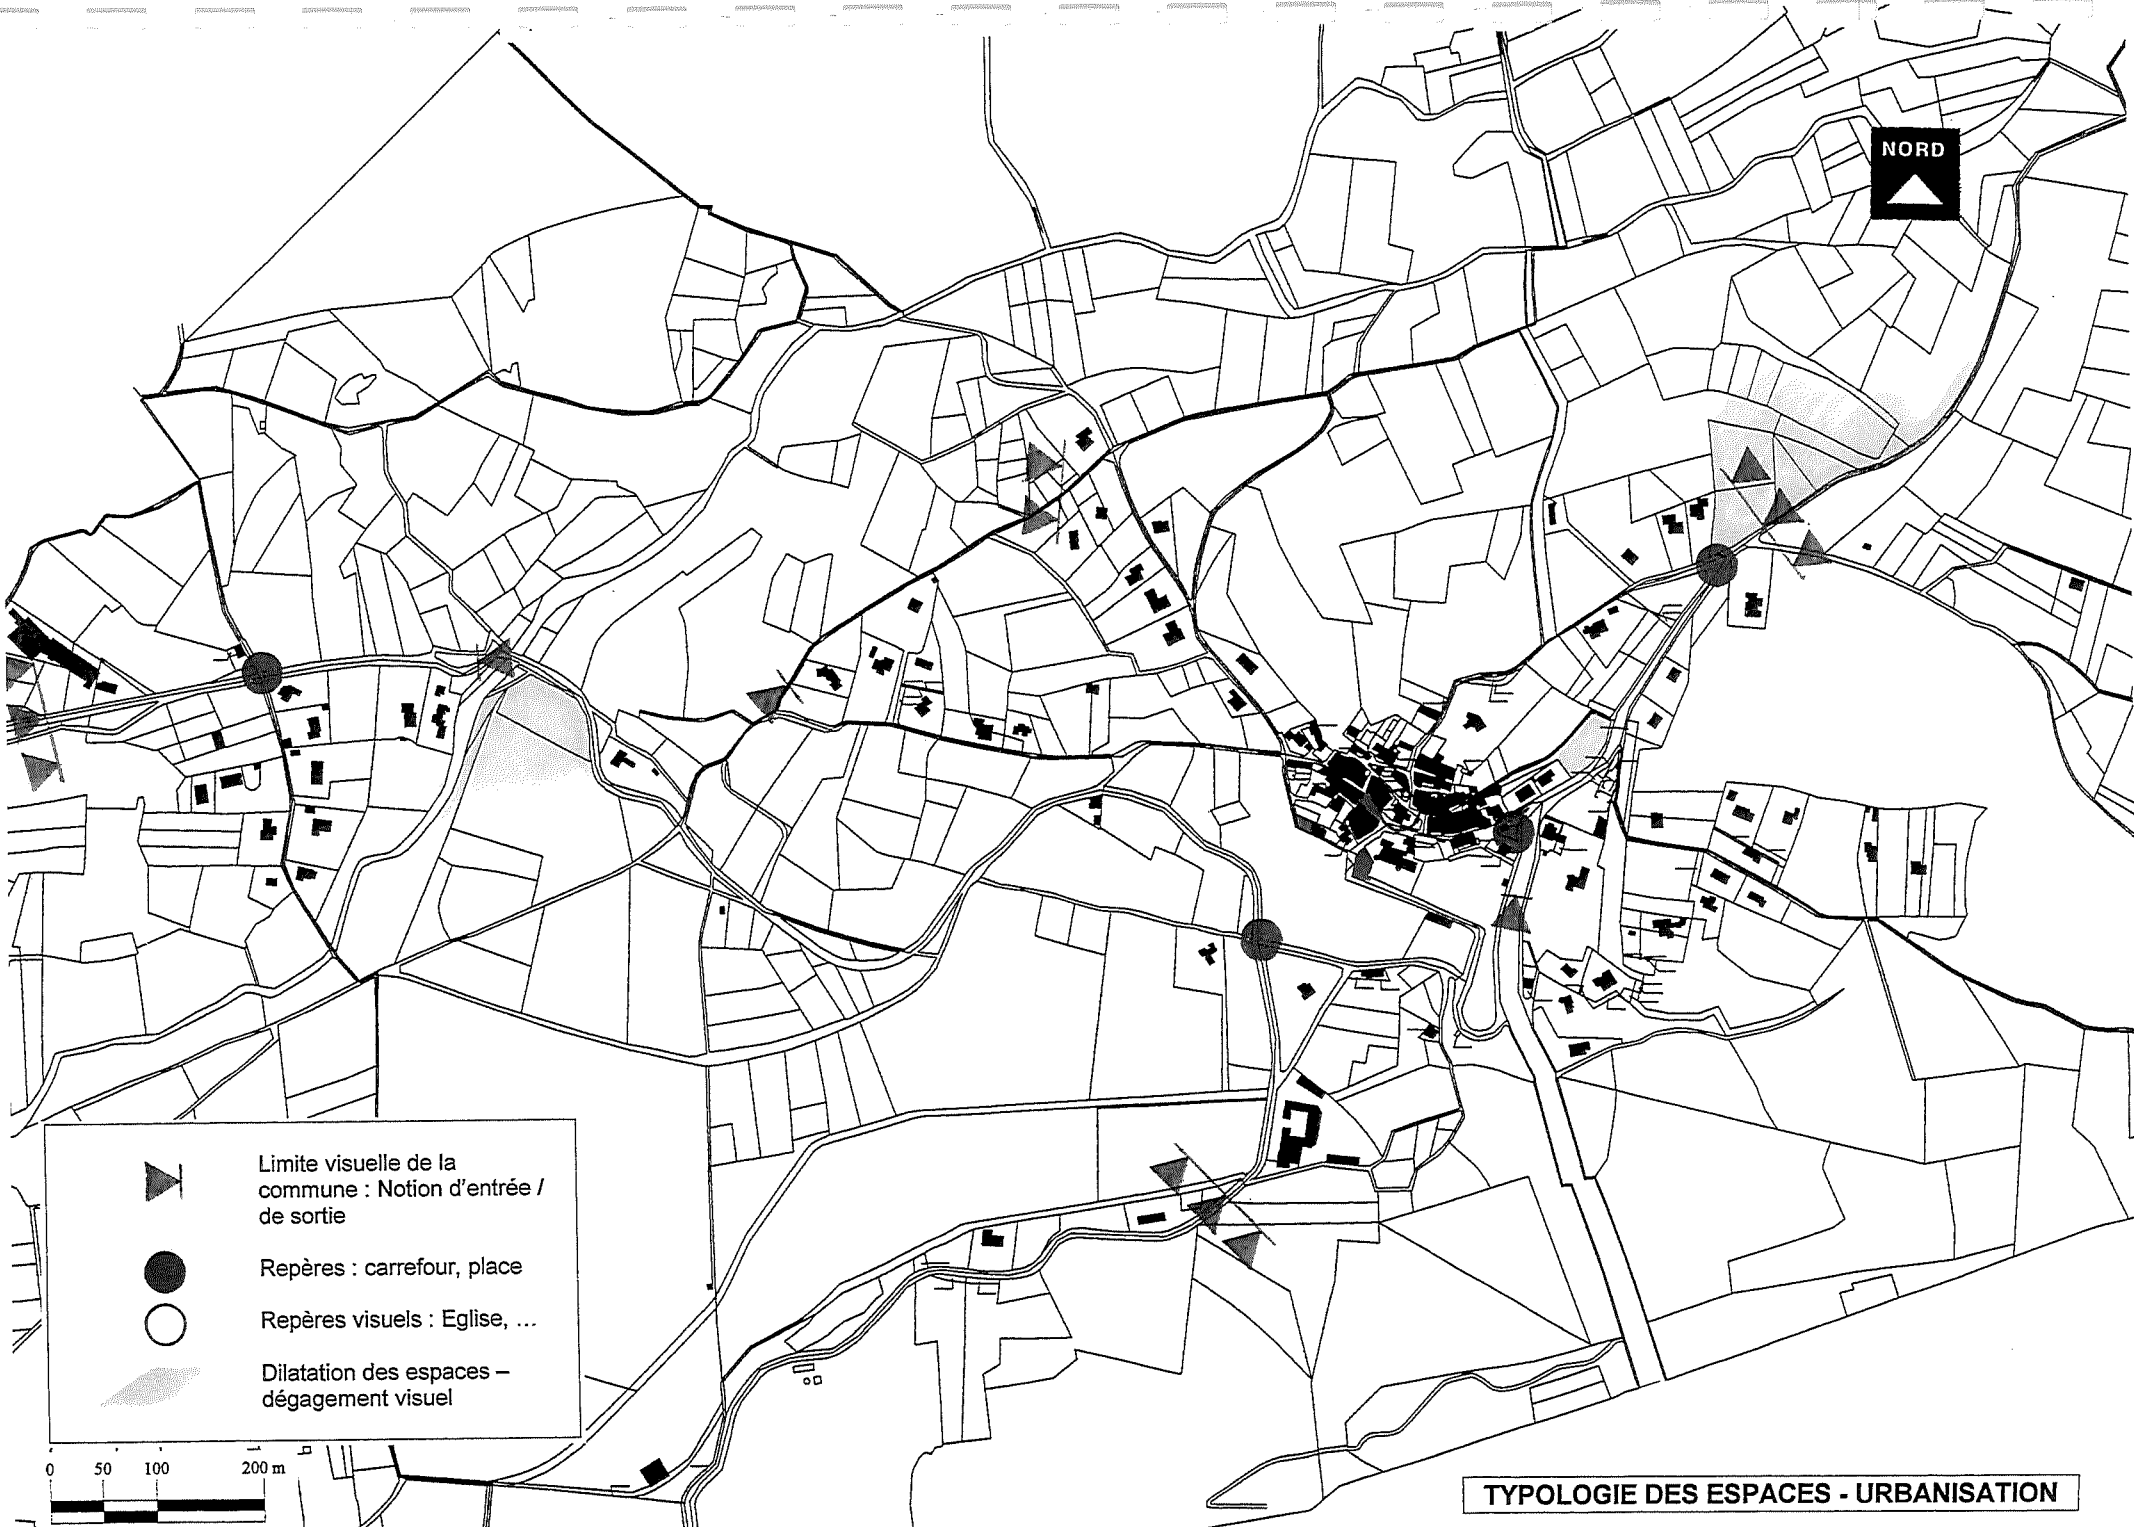 NORD
Limite visuelle de la
commune : Notion d'entrée /
de sortie
Repères : carrefour, place
Repères visuels : Eglise, ...
Dilatation des espaces –
dégagement visuel
0 50 100 200 m
TYPOLOGIE DES ESPACES - URBANISATION